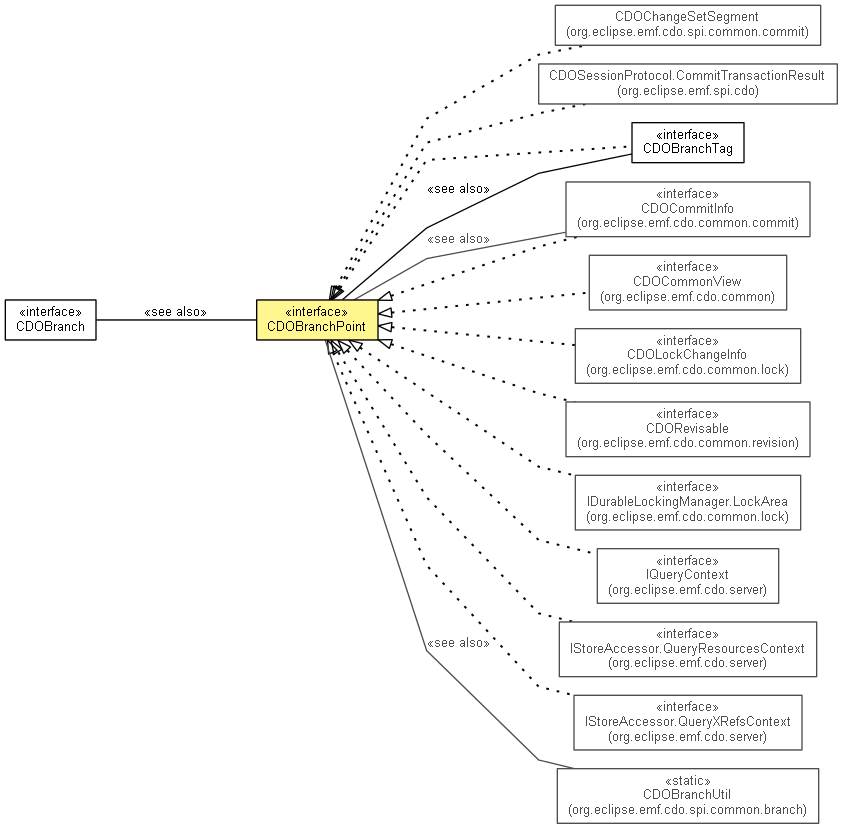 CDOChangeSetSegment
(org.eclipse.emf.cdo.spi.common.commit)
CDOSessionProtocol.CommitTransactionResult
(org.eclipse.emf.spi.cdo)
«interface»
CDOBranchTag
«see also»
«interface»
CDOCommitInfo
(org.eclipse.emf.cdo.common.commit)
«see also»
«interface»
CDOCommonView
(org.eclipse.emf.cdo.common)
«interface»
CDOBranch
«see also»
«interface»
CDOBranchPoint
«interface»
CDOLockChangeInfo
(org.eclipse.emf.cdo.common.lock)
«interface»
CDORevisable
(org.eclipse.emf.cdo.common.revision)
«interface»
IDurableLockingManager.LockArea
(org.eclipse.emf.cdo.common.lock)
«interface»
IQueryContext
(org.eclipse.emf.cdo.server)
«interface»
IStoreAccessor.QueryResourcesContext
(org.eclipse.emf.cdo.server)
«see also»
«interface»
IStoreAccessor.QueryXRefsContext
(org.eclipse.emf.cdo.server)
«static»
CDOBranchUtil
(org.eclipse.emf.cdo.spi.common.branch)